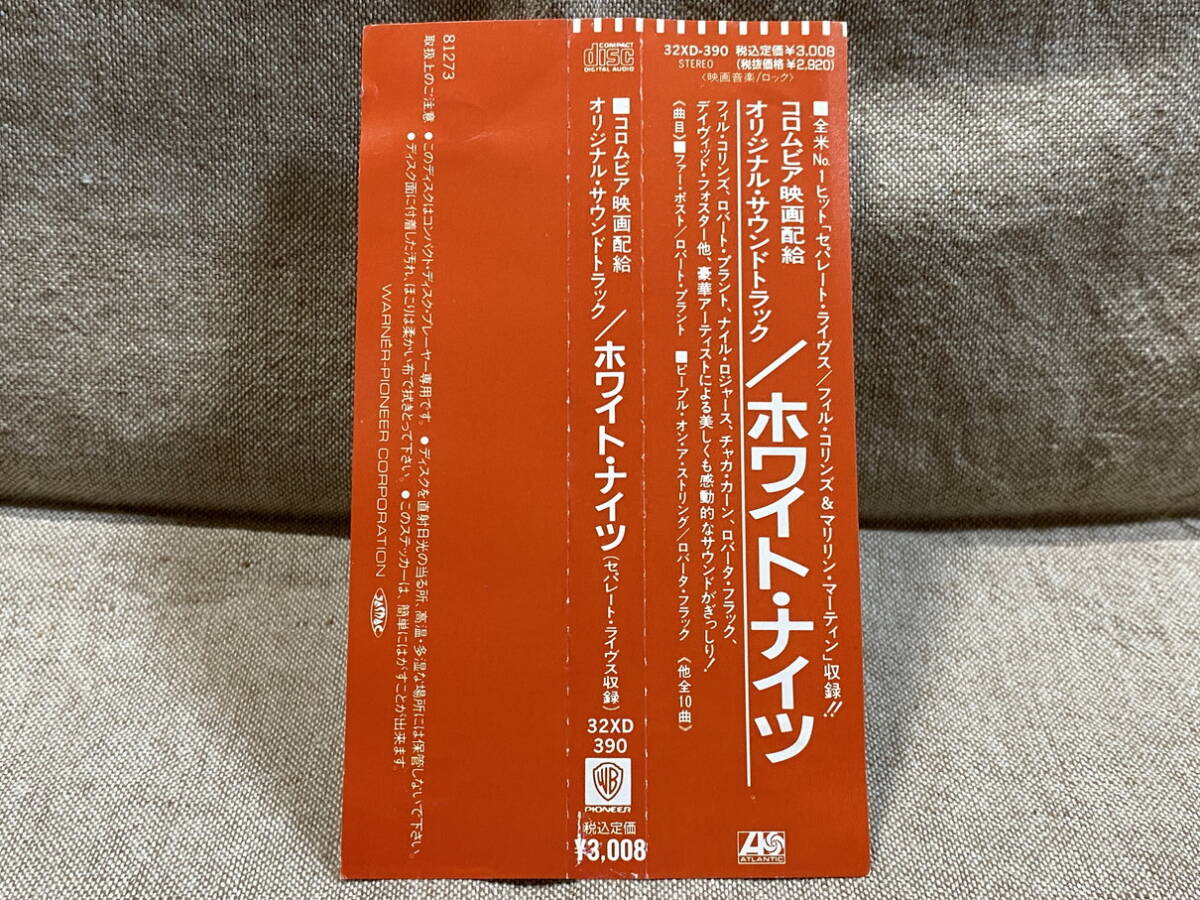 32XD-390 税込定価¥3,008
STEREO (税抜価格¥2,920)
〈映画音楽/ロック〉
■全米No.1ヒット「セパレート・ライヴス/フィル・コリンズ&マリリン・マーティン」収録!!
コロムビア映画配給
オリジナル・サウンドトラック/ホワイト・ナイツ
フィル・コリンズ、ロバート・プラント、ナイル・ロジャース、チャカ・カーン、ロバータ・フラック、
デイヴィッド・フォスター他、豪華アーティストによる美しくも感動的なサウンドがぎっしり!
《曲目》■ファー・ポスト/ロバート・プラント ■ピープル・オン・ア・ストリング/ロバータ・フラック 《他全10曲》
ATLANTIC
COMPACT
disc
DIGITAL AUDIO
■コロムビア映画配給
オリジナル・サウンドトラック/ホワイト・ナイツ(セパレート・ライヴス収録)
32XD
390
WB
PIONEER
税込定価
¥3,008
81273
取扱上のご注意 ●このディスクはコンパクト・ディスク・プレーヤー専用です。●ディスクを直射日光の当る所、高温・多湿な場所には保管しないで下さい。
●ディスク面に付着した汚れ、ほこりは柔かい布で拭きとって下さい。●このステッカーは、簡単にはがすことが出来ます。
WARNER-PIONEER CORPORATION